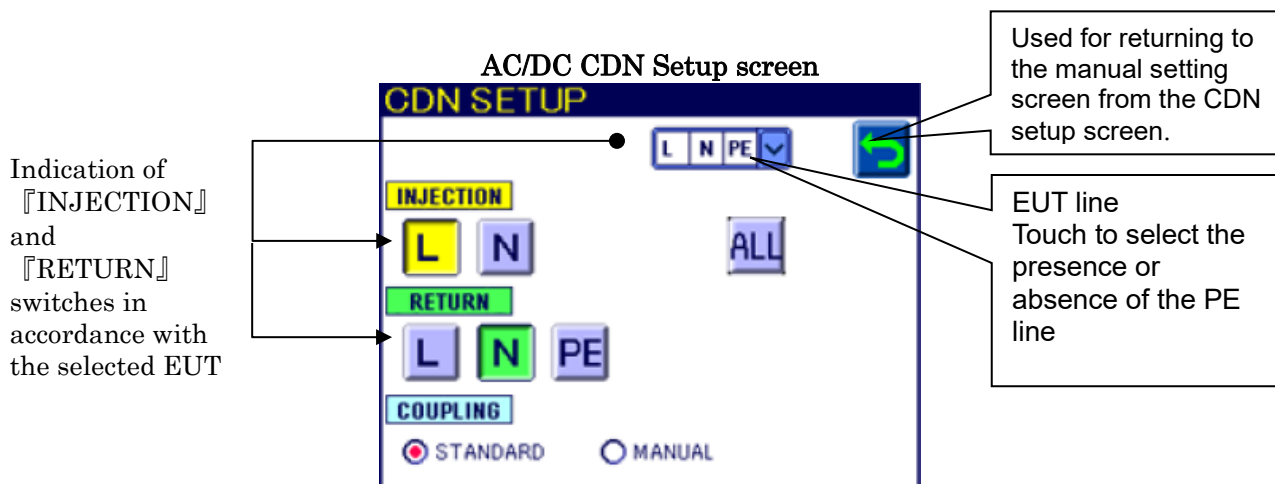 AC/DC CDN Setup screen
CDN SETUP
L N PE
INJECTION
L N ALL
RETURN
L N PE
COUPLING
STANDARD MANUAL
Indication of
『INJECTION』
and
『RETURN』
switches in
accordance with
the selected EUT
Used for returning to
the manual setting
screen from the CDN
setup screen.
EUT line
Touch to select the
presence or
absence of the PE
line